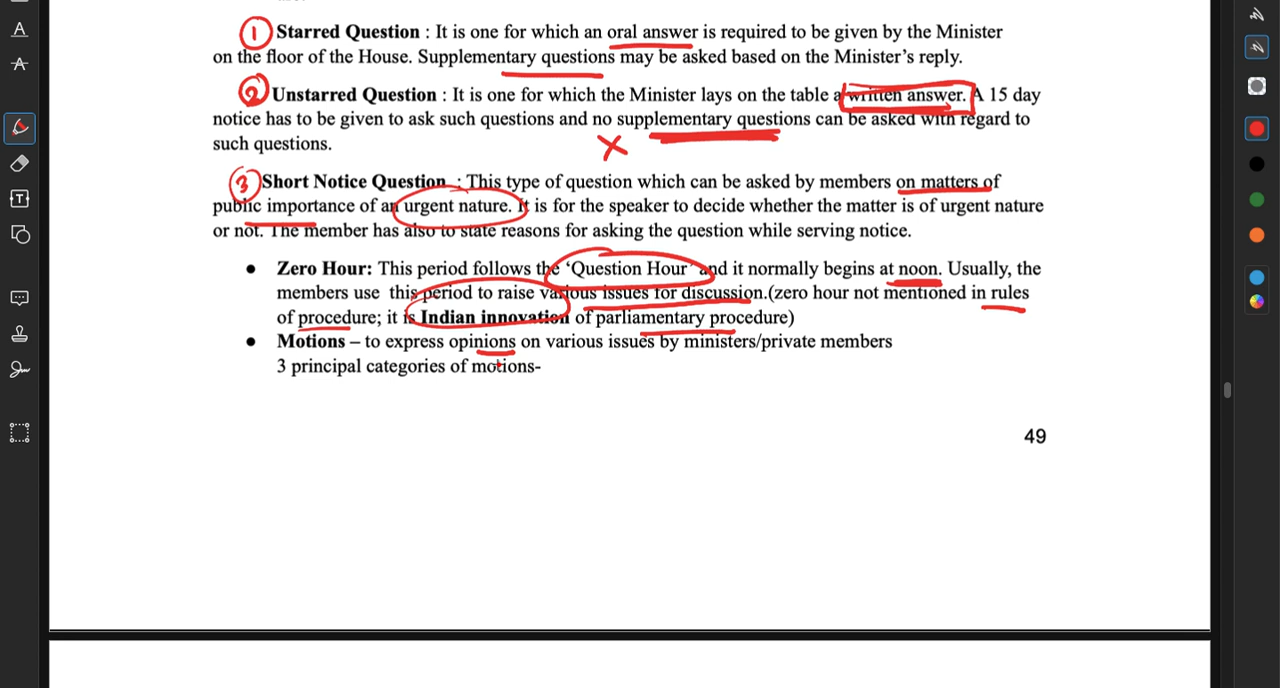 1 Starred Question : It is one for which an oral answer is required to be given by the Minister
on the floor of the House. Supplementary questions may be asked based on the Minister's reply.
2 Unstarred Question : It is one for which the Minister lays on the table a written answer. A 15 day
notice has to be given to ask such questions and no supplementary questions can be asked with regard to
such questions.
3 Short Notice Question : This type of question which can be asked by members on matters of
public importance of an urgent nature. It is for the speaker to decide whether the matter is of urgent nature
or not. The member has also to state reasons for asking the question while serving notice.
● Zero Hour: This period follows the ‘Question Hour’ and it normally begins at noon. Usually, the
members use this period to raise various issues for discussion.(zero hour not mentioned in rules
of procedure; it is Indian innovation of parliamentary procedure)
● Motions – to express opinions on various issues by ministers/private members
3 principal categories of motions-
49